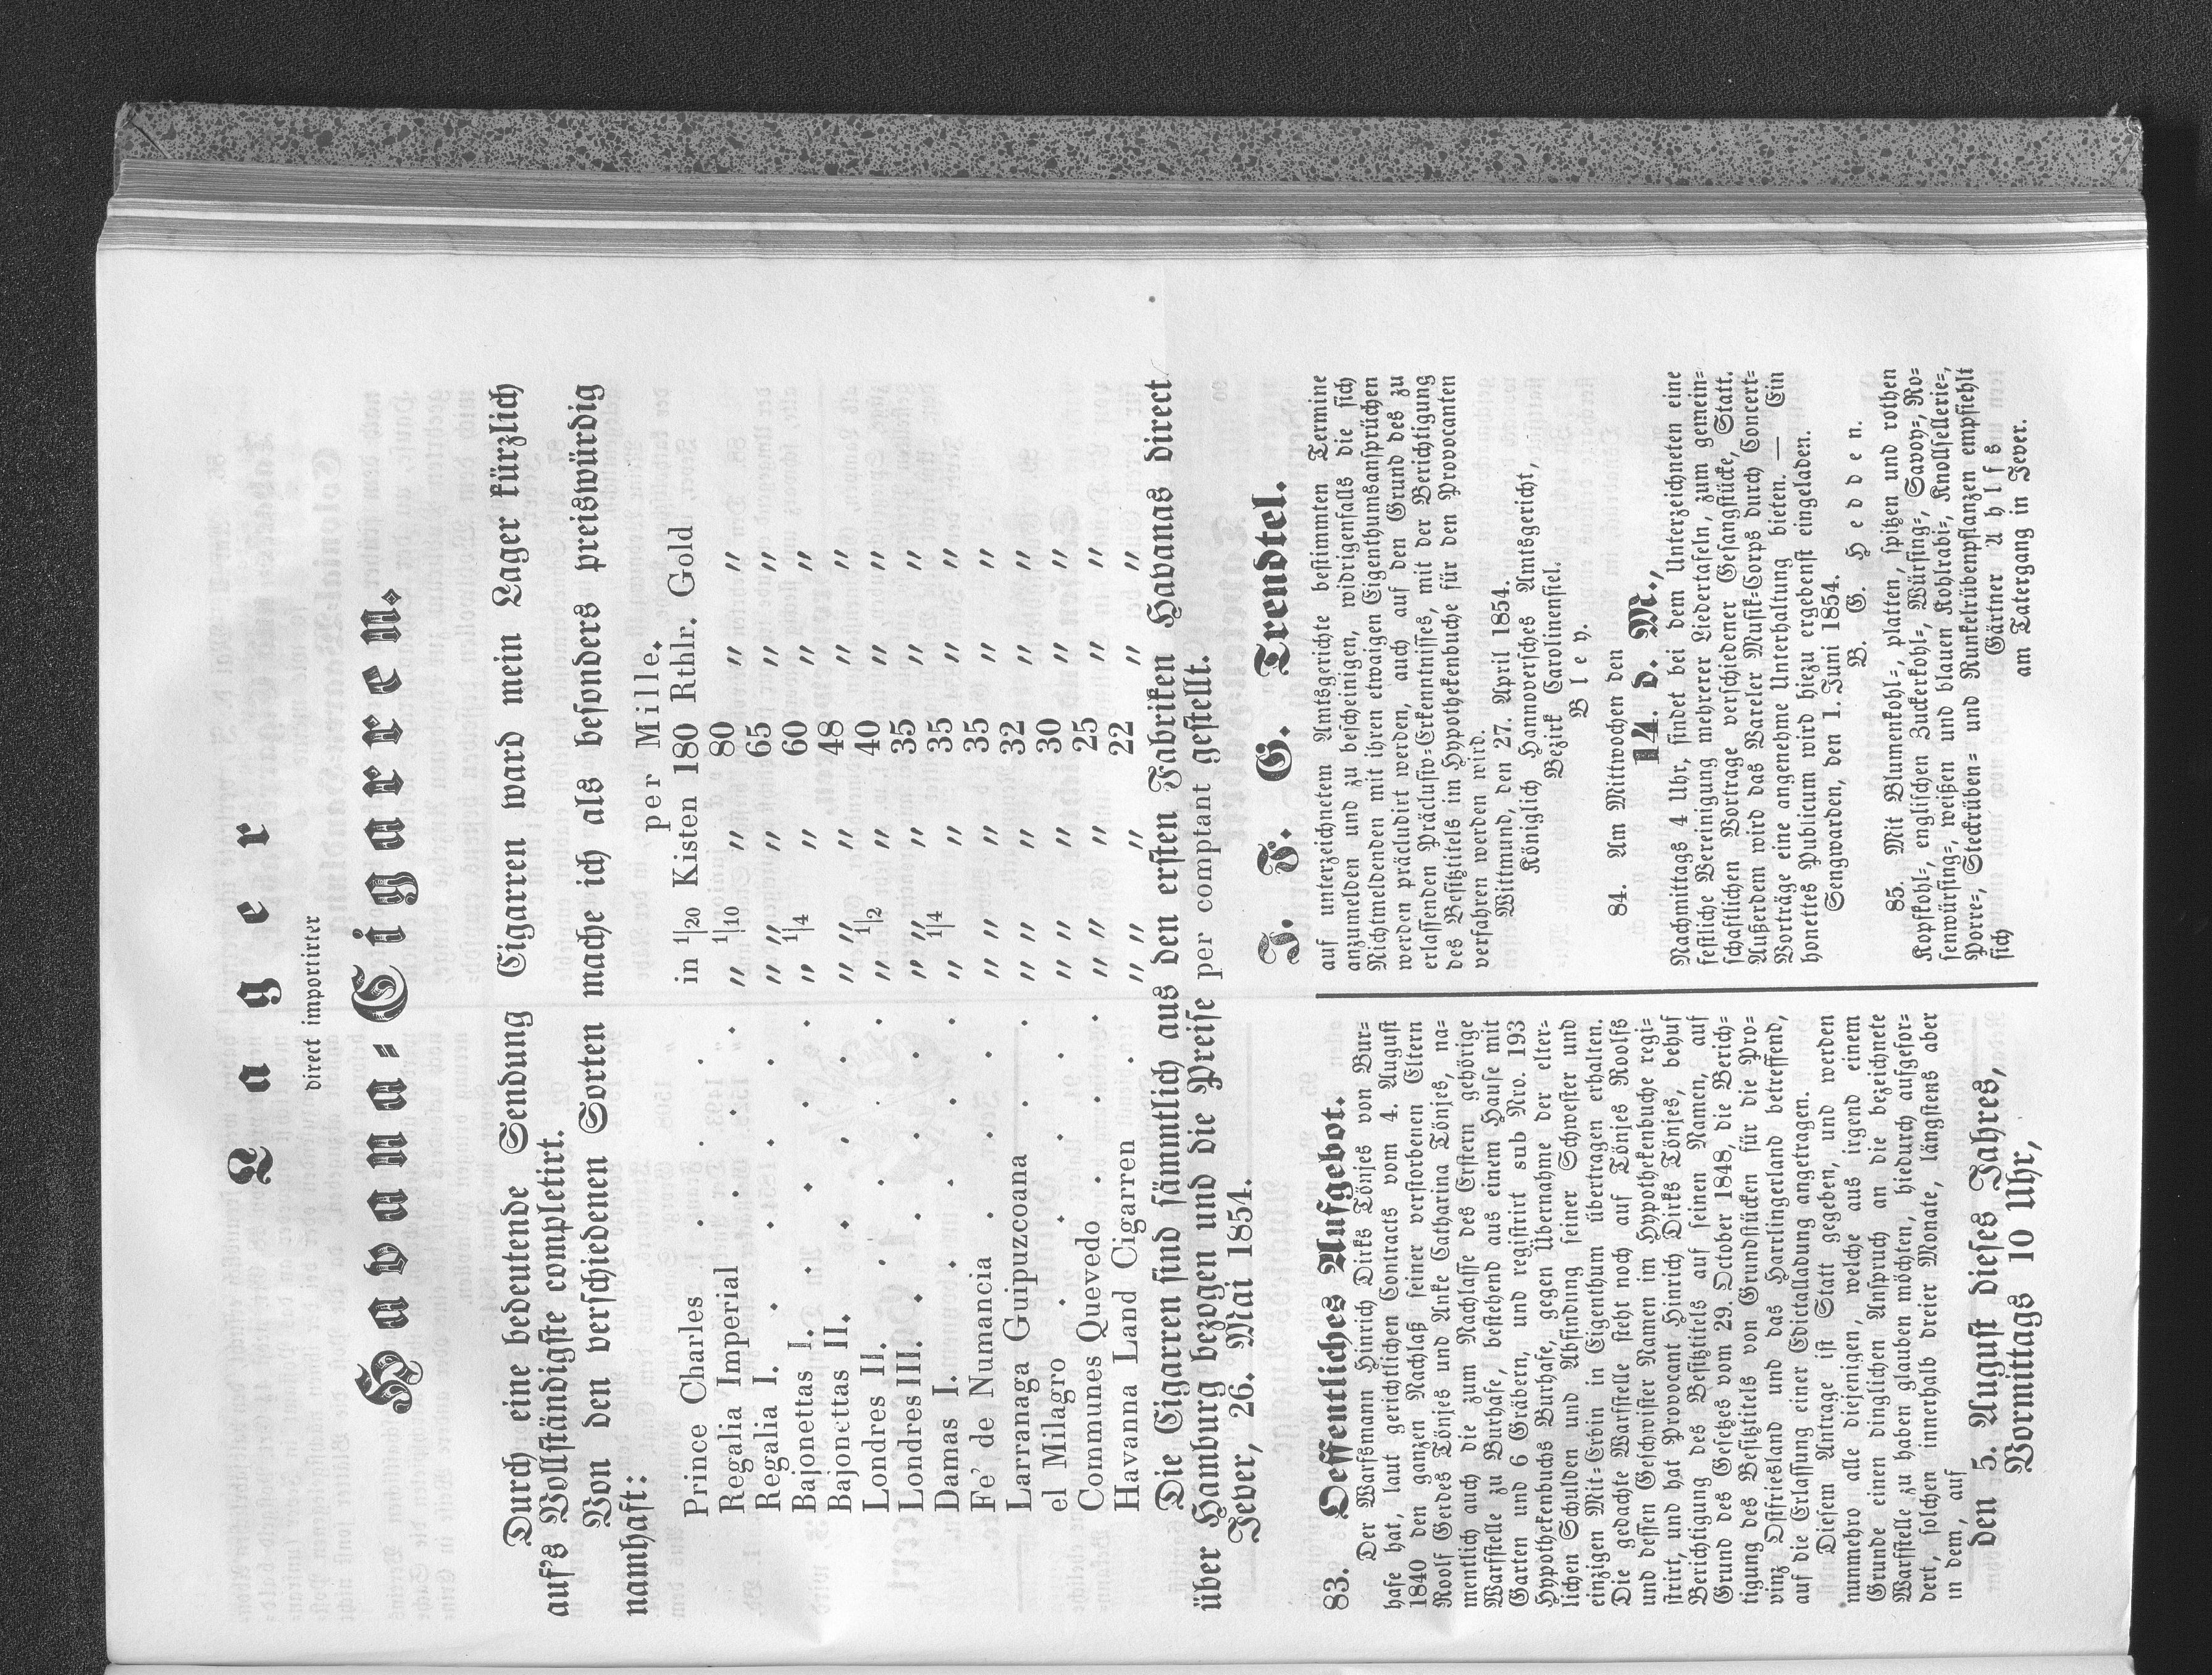 Lager
direct importirter
Havana-Cigarren.
Durch eine bedeutende Sendung Cigarren ward mein Lager kürzlich
auf's Vollständigste completirt.
Von den verschiedenen Sorten mache ich als besonders preiswürdig
namhaft:
per Mille.
Prince Charles . . . in 1/20 Kisten 180 Rthlr. Gold
Regalia Imperial . . . „ 1/10 „ 80 „ „
Regalia I. . . . . „ „ „ 65 „ „
Bajonettas I. . . . . „ 1/4 „ 60 „ „
Bajonettas II. . . . „ „ „ 48 „ „
Londres II. . . . . „ 1/2 „ 40 „ „
Londres III. . . . . „ „ „ 35 „ „
Damas I. . . . . „ 1/4 „ 35 „ „
Fe' de Numancia . . . „ „ „ 35 „ „
Larranaga Guipuzcoana . . „ „ „ 32 „ „
el Milagro . . . . „ „ „ 30 „ „
Communes Quevedo . . . „ „ „ 25 „ „
Havanna Land Cigarren . . „ „ „ 22 „ „
Die Cigarren sind sämmtlich aus den ersten Fabriken Havanas direct
über Hamburg bezogen und die Preise per comptant gestellt.
Jever, 26. Mai 1854.
J. F. G. Trendtel.
83. Oeffentliches Aufgebot.
Der Warfsmann Hinrich Dirks Tönjes von Bur-
hafe hat, laut gerichtlichen Contracts vom 4. August
1840 den ganzen Nachlaß seiner verstorbenen Eltern
Roolf Gerdes Tönjes und Anke Catharina Tönjes, na-
mentlich auch die zum Nachlasse des Erstern gehörige
Warfstelle zu Burhafe, bestehend aus einem Hause mit
Garten und 6 Gräbern, und registrirt sub Nro. 193
Hypothekenbuchs Burhafe, gegen Übernahme der elter-
lichen Schulden und Abfindung seiner Schwester und
einzigen Mit-Erbin in Eigenthum übertragen erhalten.
Die gedachte Warfstelle steht noch auf Tönjes Roolfs
und dessen Geschwister Namen im Hypothekenbuche regi-
strirt, und hat Provocant Hinrich Dirks Tönjes, behuf
Berichtigung des Besitztitels auf seinen Namen, auf
Grund des Gesetzes vom 29. October 1848, die Berich-
tigung des Besitztitels von Grundstücken für die Pro-
vinz Ostfriesland und das Harrlingerland betreffend,
auf die Erlassung einer Edictalladung angetragen.
Diesem Antrage ist Statt gegeben, und werden
nunmehro alle diejenigen, welche aus irgend einem
Grunde einen dinglichen Anspruch an die bezeichnete
Warfstelle zu haben glauben möchten, hiedurch aufgefor-
dert, solchen innerhalb dreier Monate, längstens aber
in dem, auf
den 5. August dieses Jahres,
Vormittags 10 Uhr,
auf unterzeichnetem Amtsgerichte bestimmten Termine
anzumelden und zu bescheinigen, widrigenfalls die sich
Nichtmeldenden mit ihren etwaigen Eigenthumsansprüchen
werden präcludirt werden, auch auf den Grund des zu
erlassenden Präclusiv-Erkenntnisses, mit der Berichtigung
des Besitztitels im Hypothekenbuche für den Provocanten
verfahren werden wird.
Wittmund, den 27. April 1854.
Königlich Hannoversches Amtsgericht,
Bezirk Carolinensiel.
Bley.
84. Am Mittwochen den
14. d. M.,
Nachmittags 4 Uhr, findet bei dem Unterzeichneten eine
festliche Vereinigung mehrerer Liedertafeln, zum gemein-
schaftlichen Vortrage verschiedener Gesangstücke, Statt.
Außerdem wird das Vareler Musik-Corps durch Concert-
Vorträge eine angenehme Unterhaltung bieten. — Ein
honettes Publicum wird hiezu ergebenst eingeladen.
Sengwarden, den 1. Juni 1854.
B. G. Hedden.
85. Mit Blumenkohl-, platten, spitzen und rothen
Kopfkohl-, englischen Zuckerkohl-, Würsing-, Savoy-, Ro-
senwürsing-, weißen und blauen Kohlrabi-, Knollsellerie-,
Porre-, Steckrüben- und Runkelrübenpflanzen empfiehlt
sich Gärtner Uhlfs
am Tatergang in Jever.